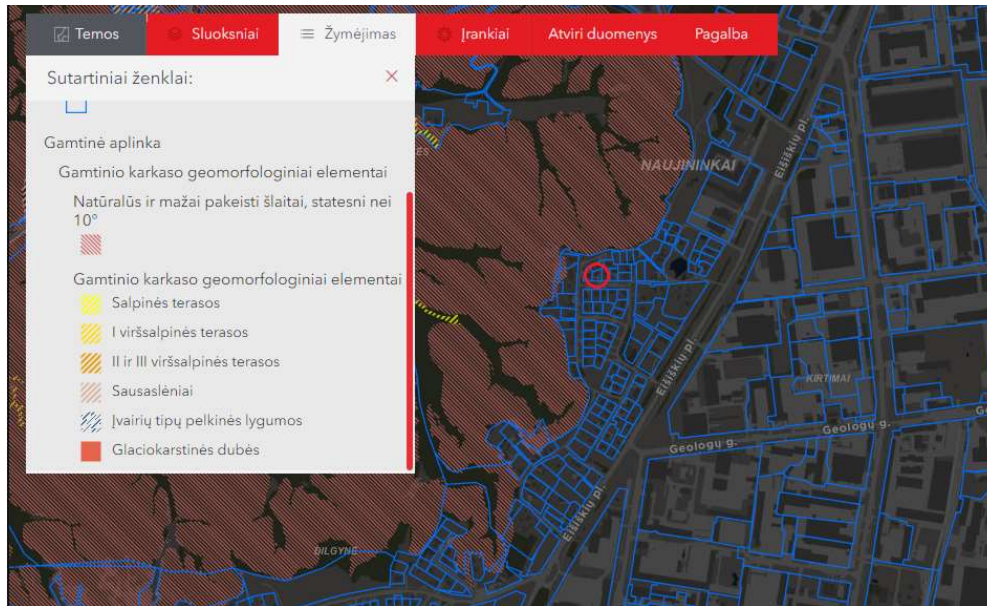 Temos
Sluoksniai
Žymėjimas
Įrankiai
Atviri duomenys
Pagalba
Sutartiniai ženklai:
Gamtinė aplinka
Gamtinio karkaso geomorfologiniai elementai
Natūralūs ir mažai pakeisti šlaitai, statesni nei
10°
Gamtinio karkaso geomorfologiniai elementai
Salpinės terasos
I viršsalpinės terasos
II ir III viršsalpinės terasos
Sausaslėniai
Įvairių tipų pelkinės lygumos
Glaciokarstinės dubės
NAUJININKAI
Eišiškių pl.
Eišiškių pl.
KIRTIMAI
Geologų g.
Geologų g.
Eišiškių pl.
DILGYNĖ